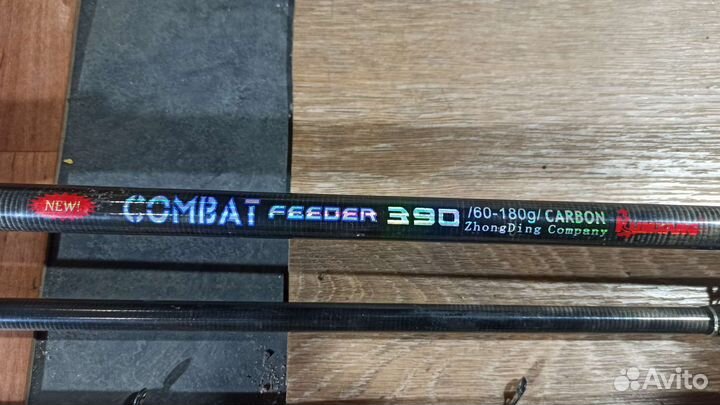 NEW!
COMBAT FEEDER 390 /60-180g/ CARBON
ZhongDing Company
Avito